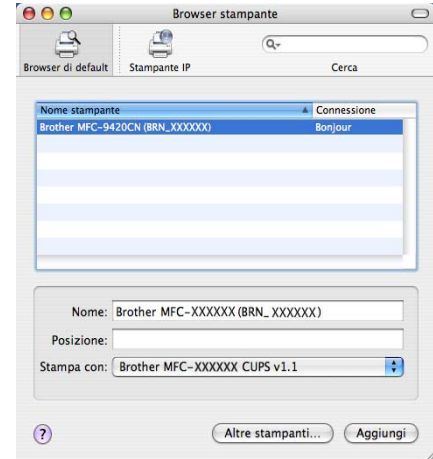 Browser stampante
Browser di default
Stampante IP
Cerca
Nome stampante Connessione
Brother MFC-9420CN (BRN_XXXXXX) Bonjour
Nome: Brother MFC-XXXXXX (BRN_ XXXXXX)
Posizione:
Stampa con: Brother MFC-XXXXXX CUPS v1.1
? Altre stampanti... Aggiungi